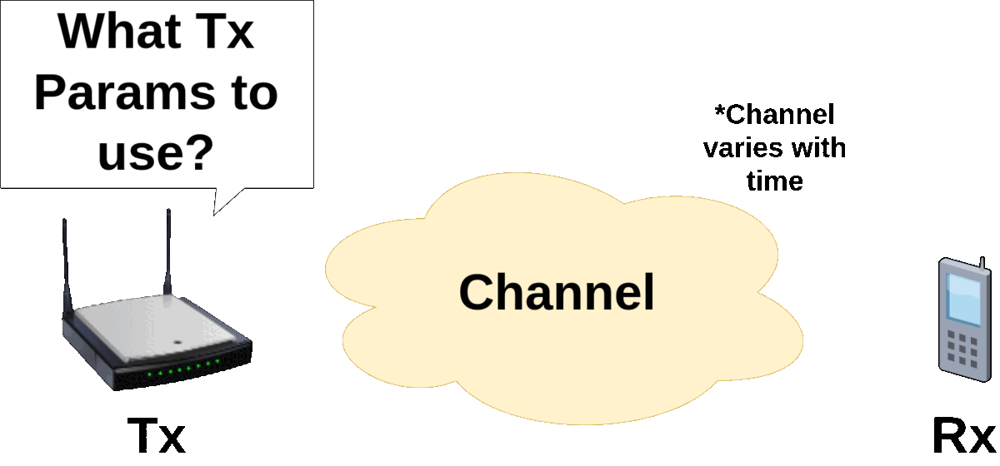 What Tx
Params to
use?
*Channel
varies with
time
Channel
Tx
Rx